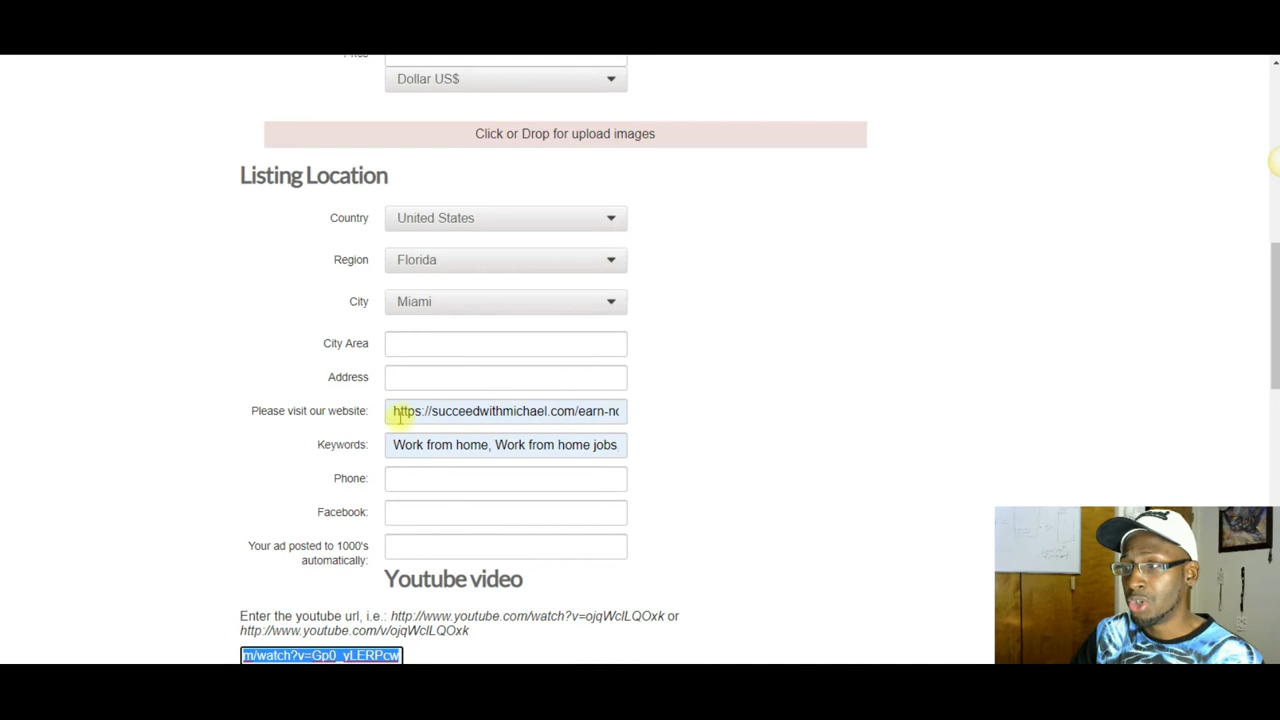 Dollar US$
Click or Drop for upload images
Listing Location
Country United States
Region Florida
City Miami
City Area
Address
Please visit our website: https://succeedwithmichael.com/earn-no
Keywords: Work from home, Work from home jobs,
Phone:
Facebook:
Your ad posted to 1000's
automatically:
Youtube video
Enter the youtube url, i.e.: http://www.youtube.com/watch?v=ojqWclLQOxk or
http://www.youtube.com/v/ojqWclLQOxk
m/watch?v=Gp0_yLERPcw